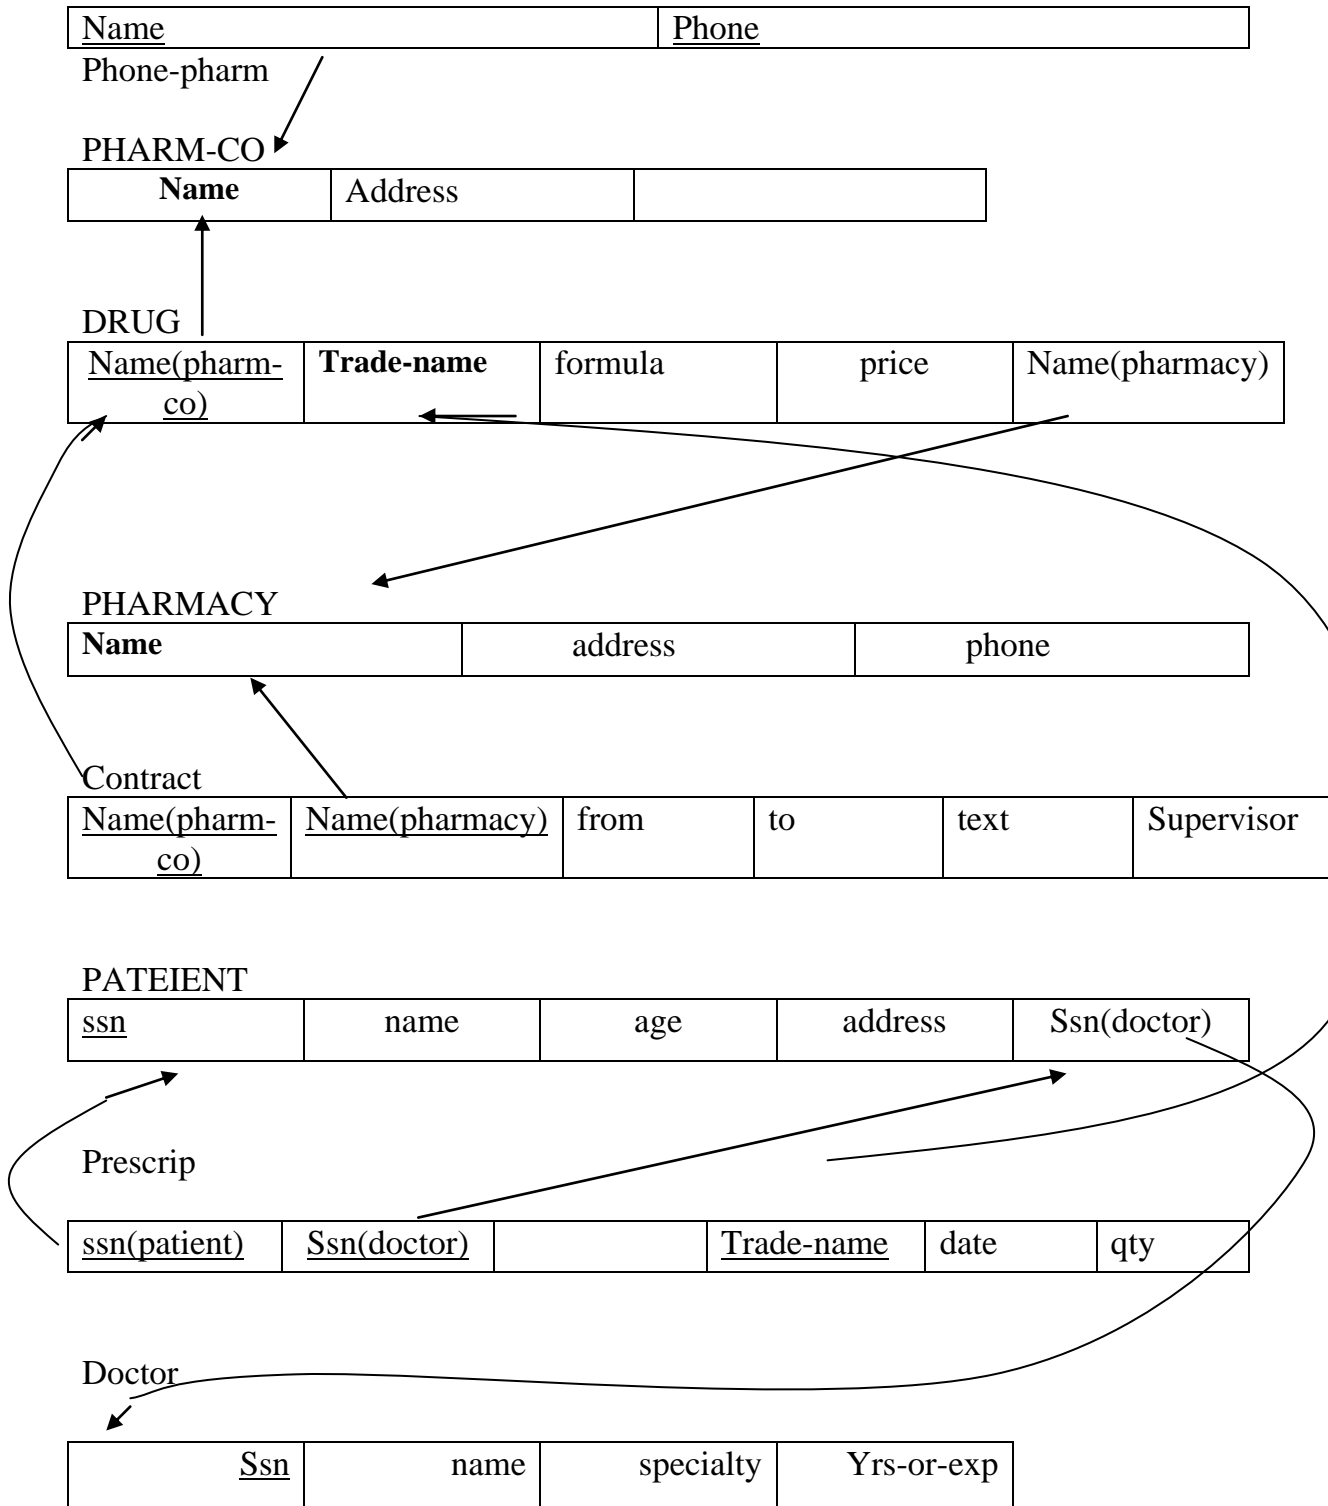 Name Phone
Phone-pharm
PHARM-CO
Name Address
DRUG
Name(pharm- Trade-name formula price Name(pharmacy)
co)
PHARMACY
Name address phone
Contract
Name(pharm- Name(pharmacy) from to text Supervisor
co)
PATEIENT
ssn name age address Ssn(doctor)
Prescrip
ssn(patient) Ssn(doctor) Trade-name date qty
Doctor
Ssn name specialty Yrs-or-exp